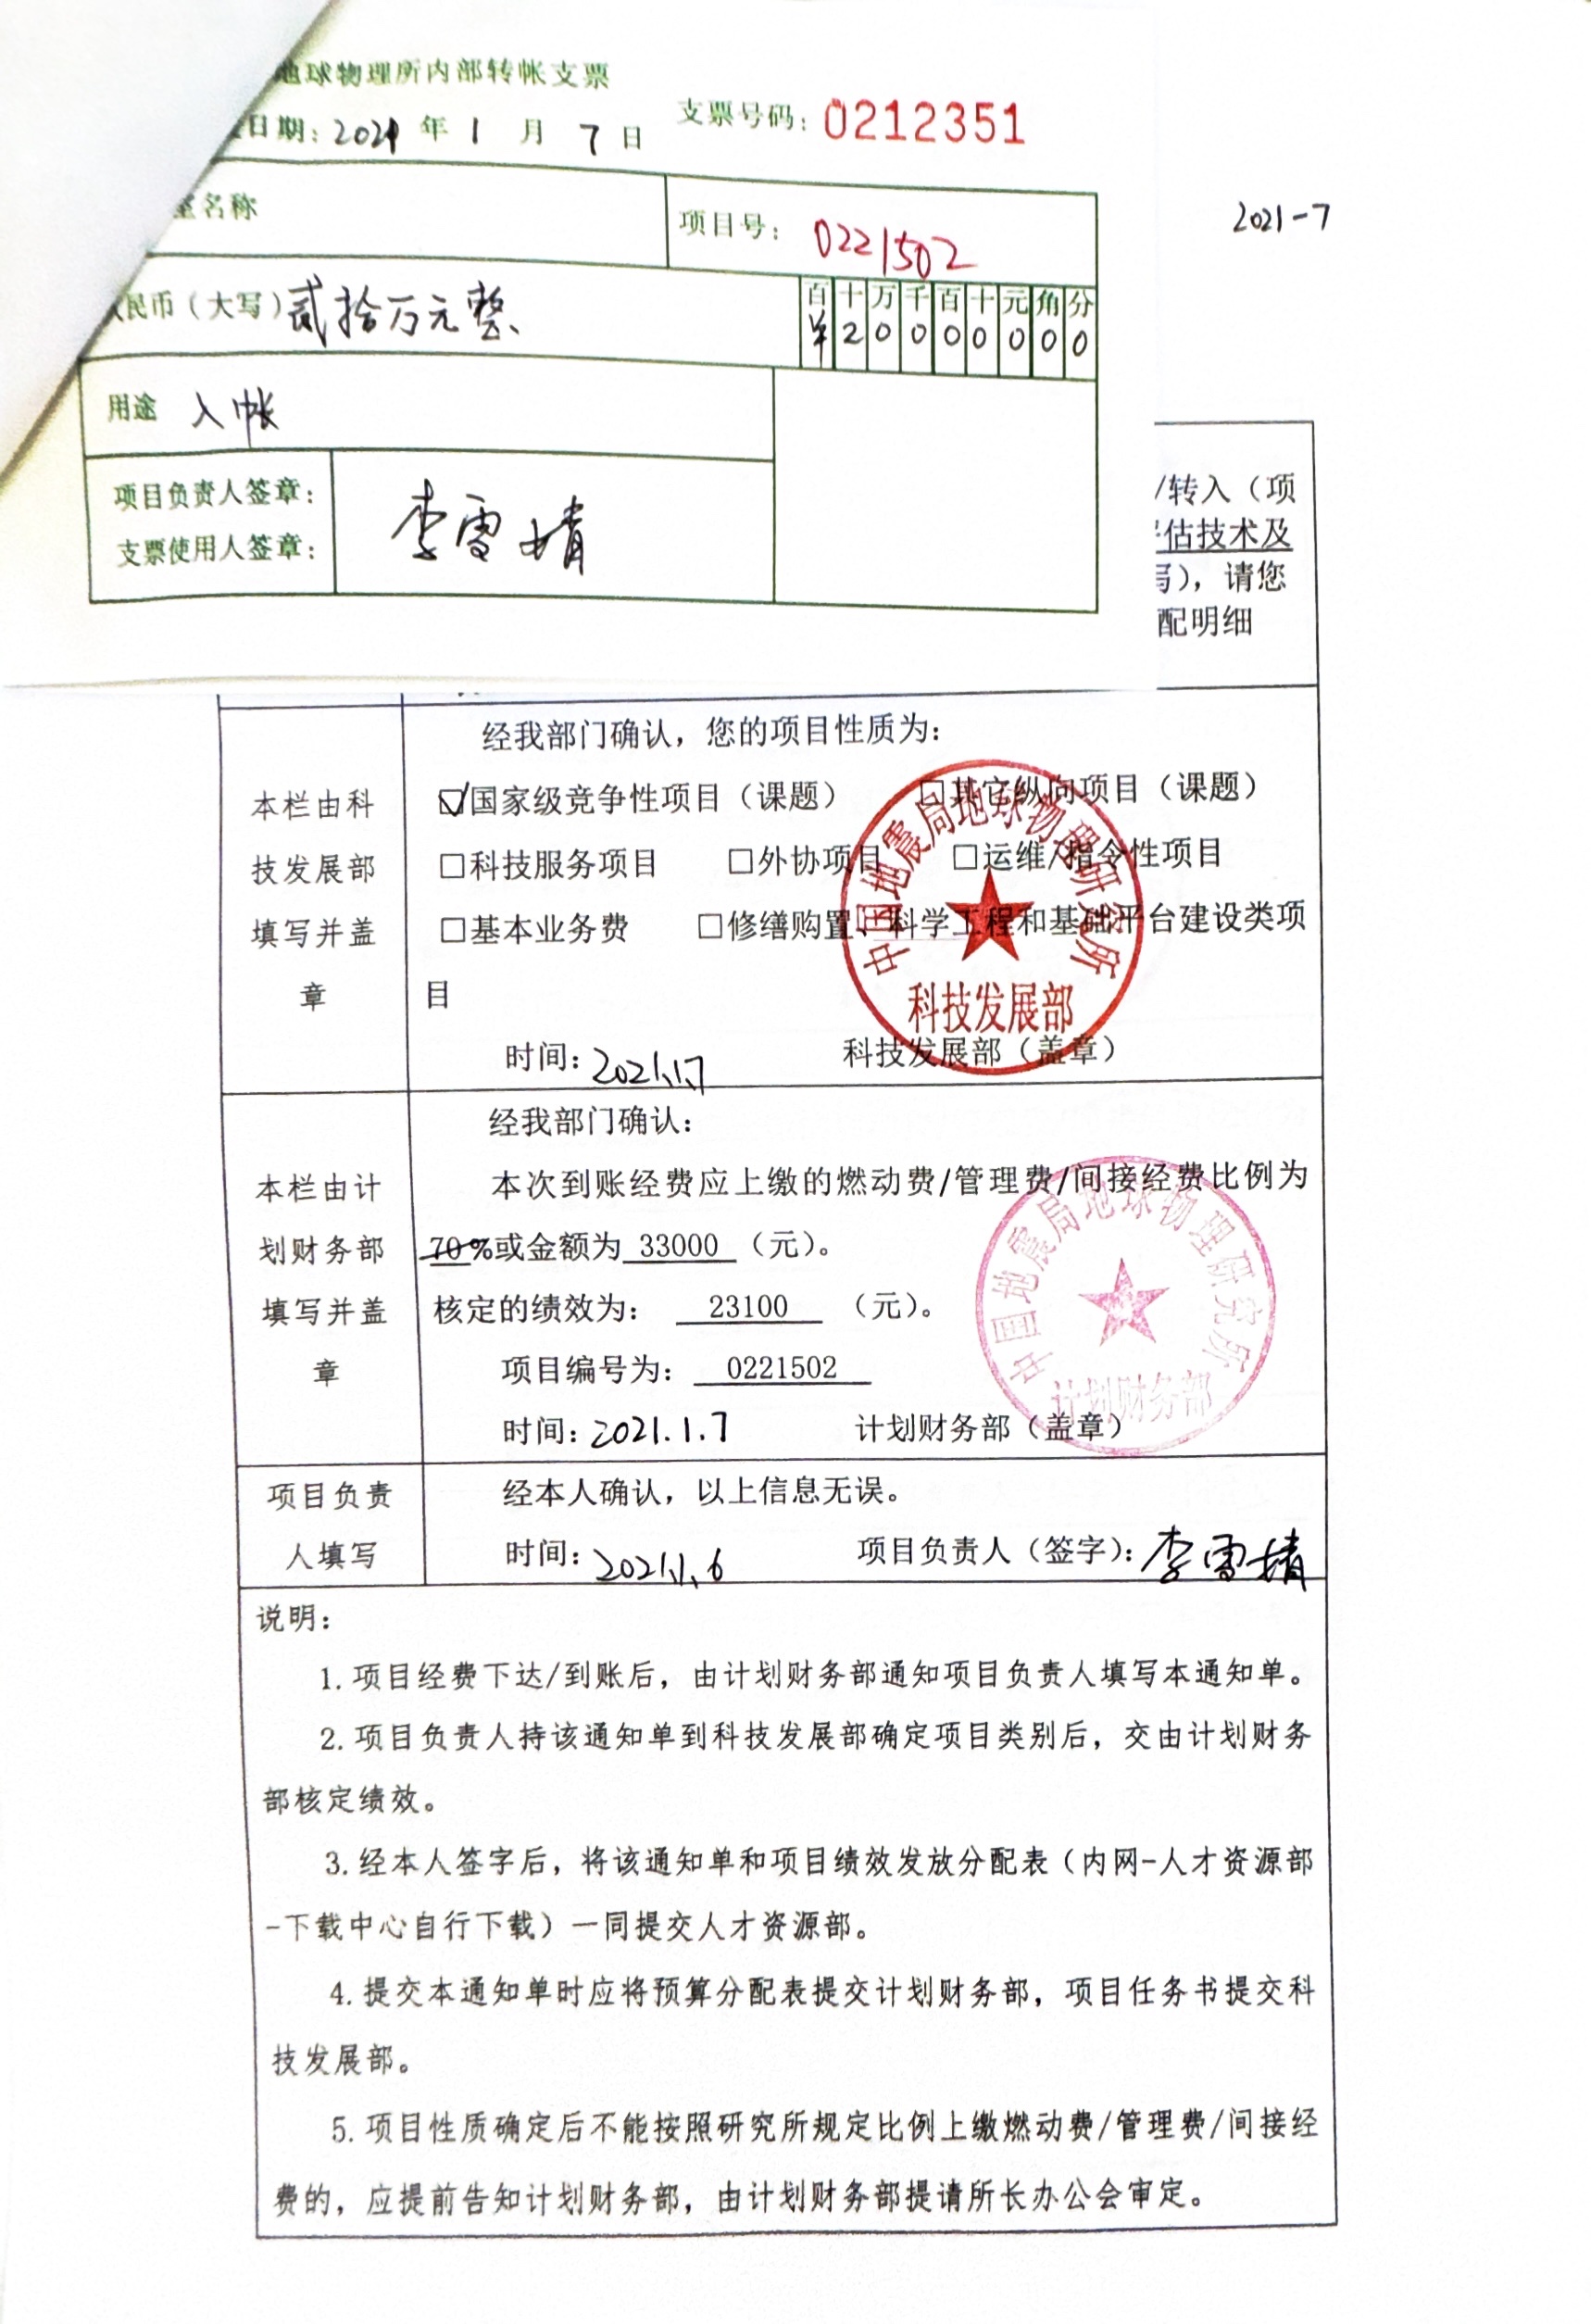 地球物理所内部转帐支票
日期：2021年1月7日
支票号码：0212351
2021-7
室名称
项目号：0221502
民币（大写）贰拾万元整
百十万千百十元角分
¥20000000
用途 入帐
项目负责人签章：
支票使用人签章：
李雪婧
/转入（项
估技术及
写），请您
配明细
本栏由科
技发展部
填写并盖
章
经我部门确认，您的项目性质为：
☑国家级竞争性项目（课题） □其它纵向项目（课题）
□科技服务项目 □外协项目 □运维/指令性项目
□基本业务费 □修缮购置、科学工程和基础平台建设类项
目
时间：2021.1.7 科技发展部（盖章）
中国地震局地球物理研究所
科技发展部
本栏由计
划财务部
填写并盖
章
经我部门确认：
本次到账经费应上缴的燃动费/管理费/间接经费比例为
70%或金额为 33000 （元）。
核定的绩效为： 23100 （元）。
项目编号为： 0221502
时间：2021.1.7 计划财务部（盖章）
中国地震局地球物理研究所
计划财务部
项目负责
人填写
经本人确认，以上信息无误。
时间：2021.1.6 项目负责人（签字）：李雪婧
说明：
1.项目经费下达/到账后，由计划财务部通知项目负责人填写本通知单。
2.项目负责人持该通知单到科技发展部确定项目类别后，交由计划财务
部核定绩效。
3.经本人签字后，将该通知单和项目绩效发放分配表（内网-人才资源部
-下载中心自行下载）一同提交人才资源部。
4.提交本通知单时应将预算分配表提交计划财务部，项目任务书提交科
技发展部。
5.项目性质确定后不能按照研究所规定比例上缴燃动费/管理费/间接经
费的，应提前告知计划财务部，由计划财务部提请所长办公会审定。